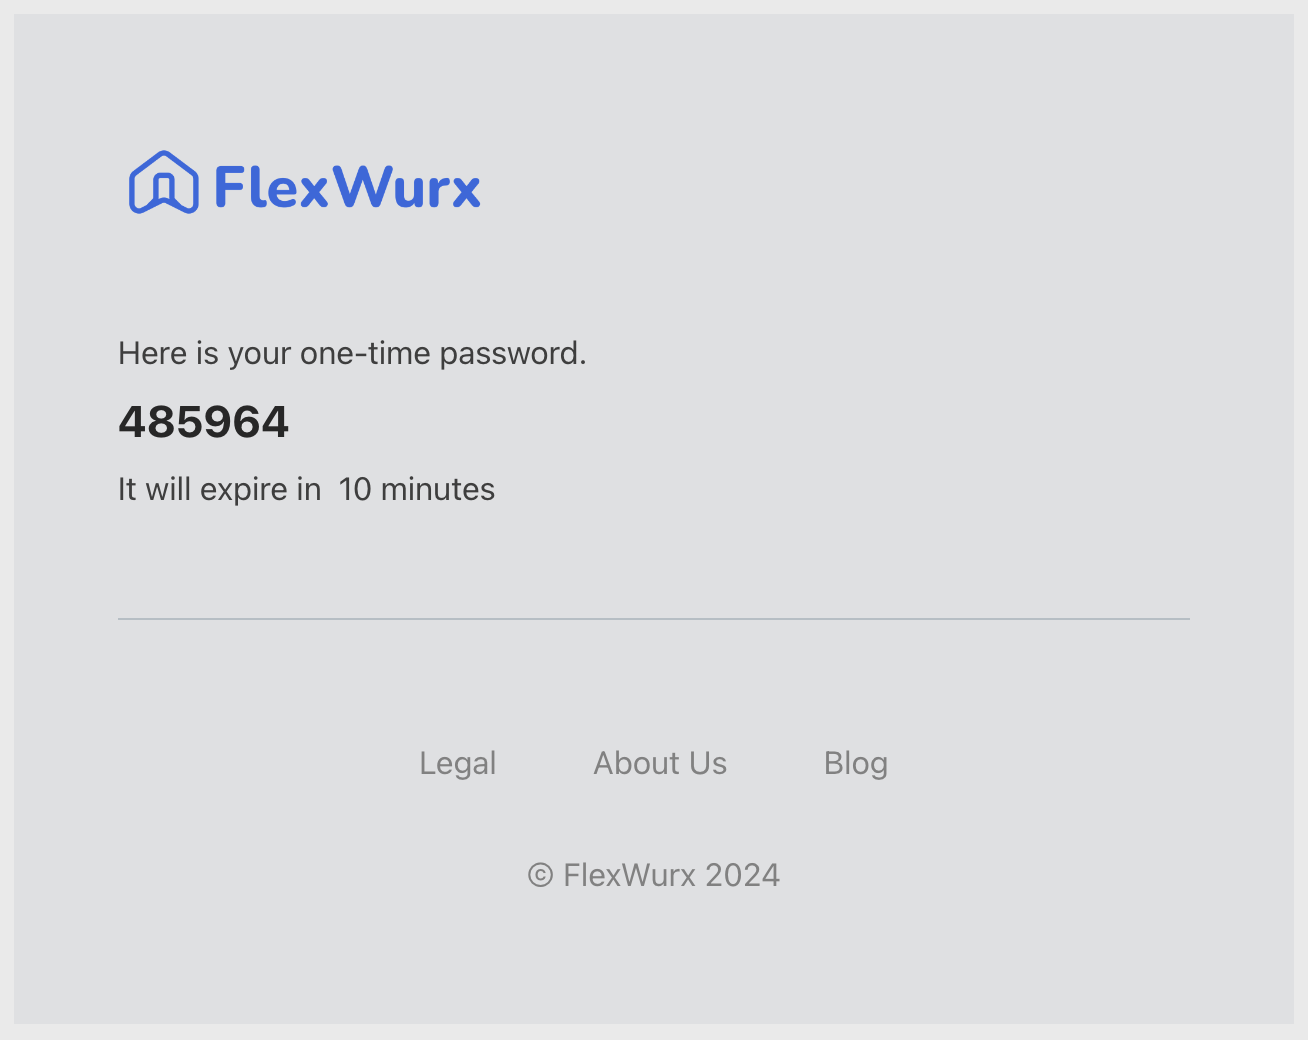 FlexWurx
Here is your one-time password.
485964
It will expire in  10 minutes
Legal About Us Blog
© FlexWurx 2024